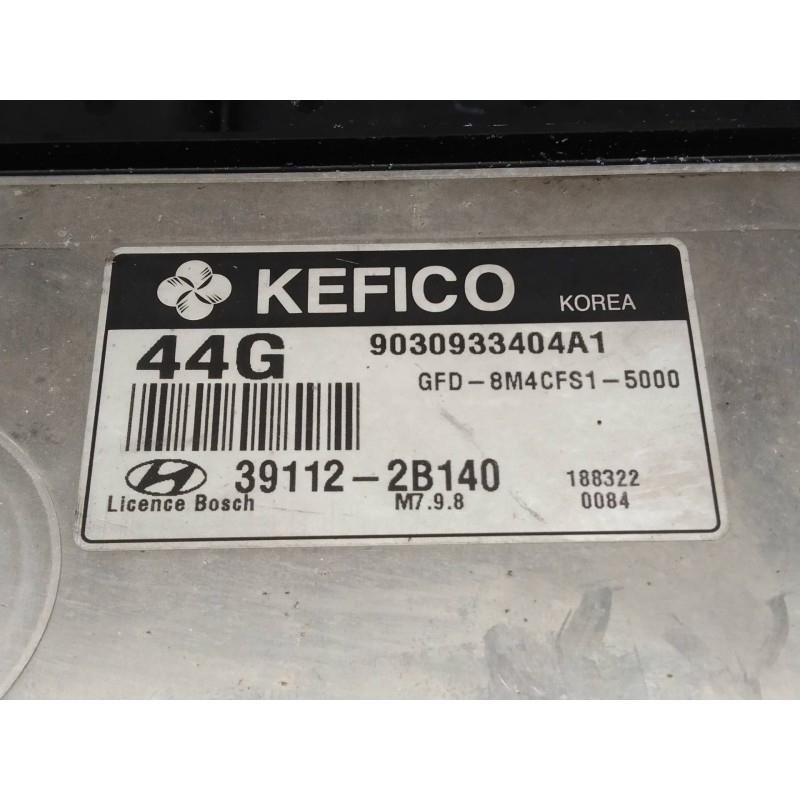 KEFICO KOREA
44G 9030933404A1
GFD-8M4CFS1-5000
39112-2B140 188322
Licence Bosch M7.9.8 0084